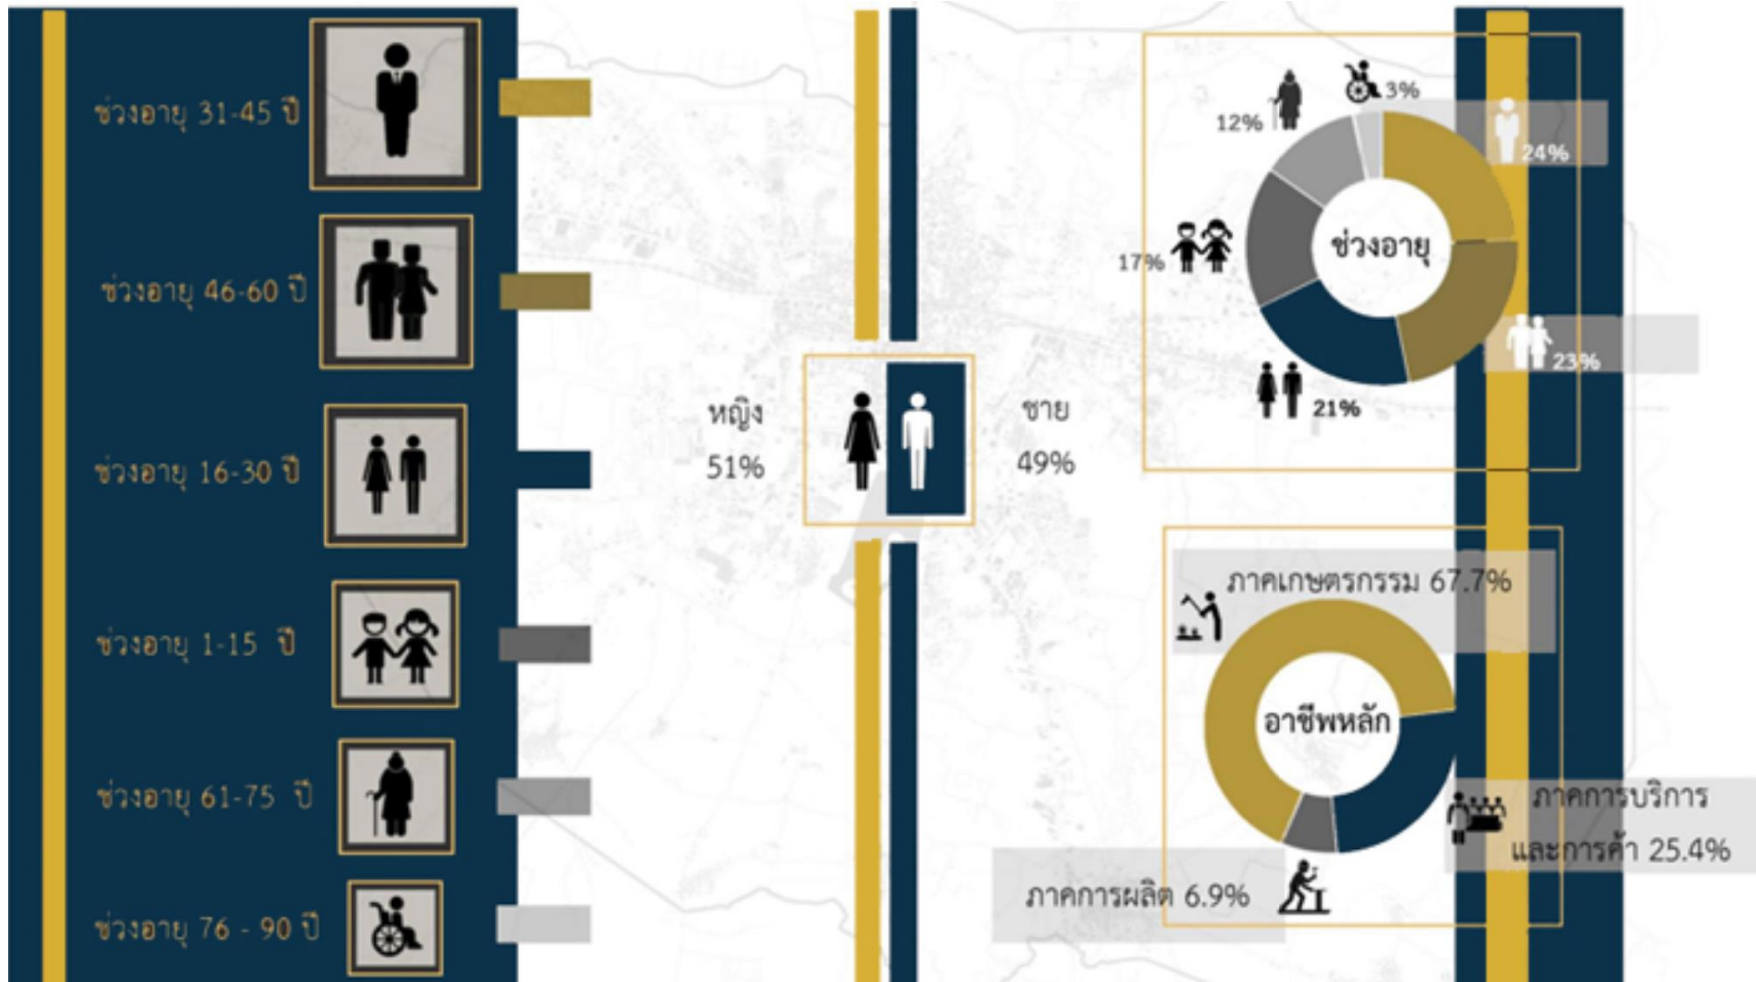 ช่วงอายุ 31-45 ปี
ช่วงอายุ 46-60 ปี
ช่วงอายุ 16-30 ปี
ช่วงอายุ 1-15 ปี
ช่วงอายุ 61-75 ปี
ช่วงอายุ 76 - 90 ปี
หญิง
51%
ชาย
49%
3%
12%
24%
ช่วงอายุ
17%
23%
21%
ภาคเกษตรกรรม 67.7%
อาชีพหลัก
ภาคการบริการ
และการค้า 25.4%
ภาคการผลิต 6.9%